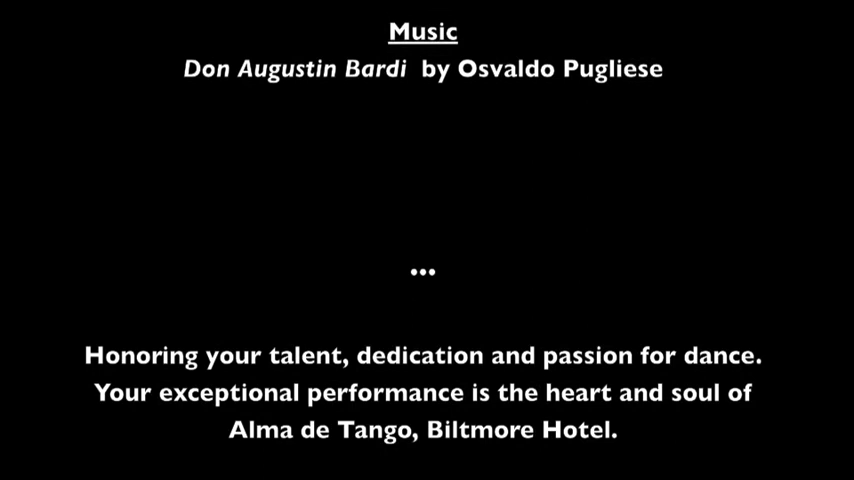 Music
Don Augustin Bardi by Osvaldo Pugliese
...
Honoring your talent, dedication and passion for dance.
Your exceptional performance is the heart and soul of
Alma de Tango, Biltmore Hotel.